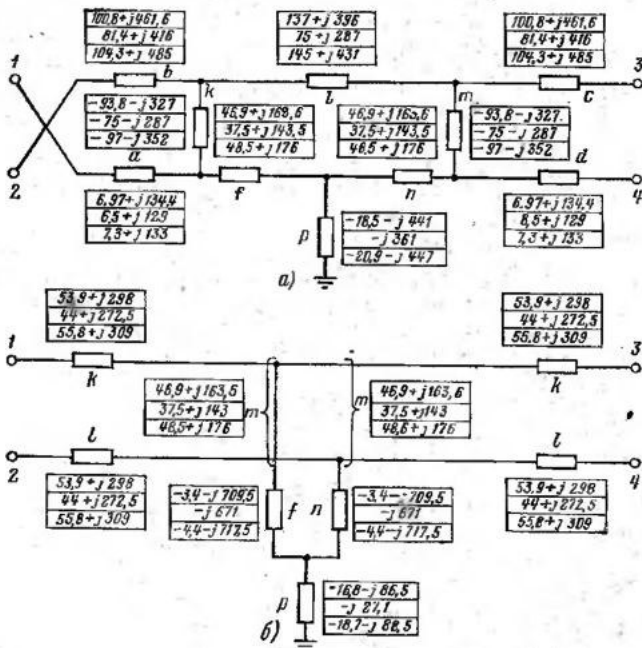 100,8+j461,6
81,4+j416
104,3+j485
137+j396
75+j287
145+j431
100,8+j461,6
81,4+j416
104,3+j485
1
3
b
k
l
m
c
-93,8-j327
-75-j287
-97-j352
46,9+j168,6
37,5+j143,5
48,5+j176
46,9+j165,6
37,5+j143,5
48,5+j176
-93,8-j327
-75-j287
-97-j352
2
a
f
n
d
4
6,97+j134,4
6,5+j129
7,3+j133
p
-18,5-j441
-j361
-20,9-j447
6,97+j134,4
8,5+j129
7,3+j133
а)
53,9+j298
44+j272,5
55,8+j309
53,9+j298
44+j272,5
55,8+j309
1
k
k
3
46,9+j163,5
37,5+j143
48,5+j176
m
m
46,9+j163,6
37,5+j143
48,6+j176
2
l
l
4
53,9+j298
44+j272,5
55,8+j309
-3,4-j709,5
-j671
-4,4-j717,5
f
n
-3,4-j709,5
-j671
-4,4-j717,5
53,9+j298
44+j272,5
55,8+j309
p
-16,8-j86,5
-j27,1
-18,7-j88,5
б)